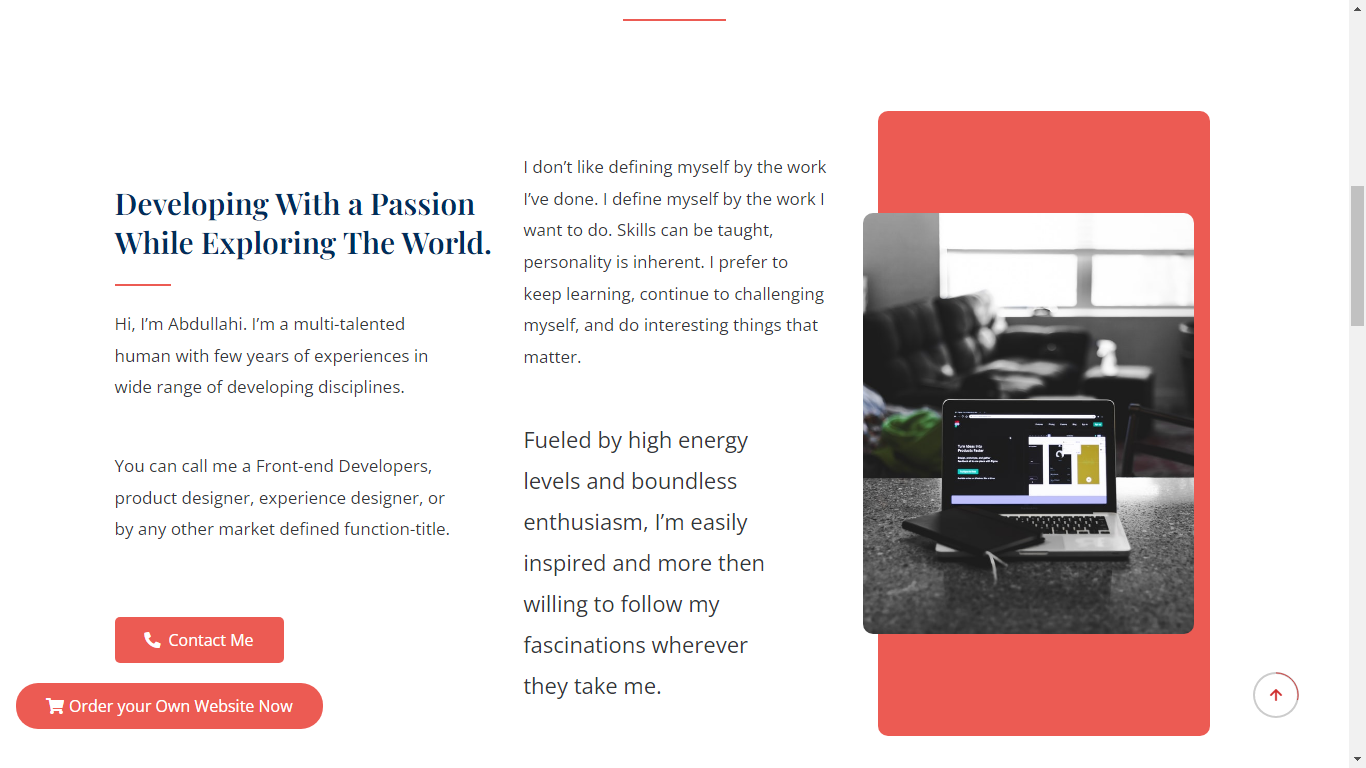 Developing With a Passion
While Exploring The World.
Hi, I’m Abdullahi. I’m a multi-talented
human with few years of experiences in
wide range of developing disciplines.
You can call me a Front-end Developers,
product designer, experience designer, or
by any other market defined function-title.
Contact Me
Order your Own Website Now
I don’t like defining myself by the work
I’ve done. I define myself by the work I
want to do. Skills can be taught,
personality is inherent. I prefer to
keep learning, continue to challenging
myself, and do interesting things that
matter.
Fueled by high energy
levels and boundless
enthusiasm, I’m easily
inspired and more then
willing to follow my
fascinations wherever
they take me.
Turn Ideas into
Products Faster